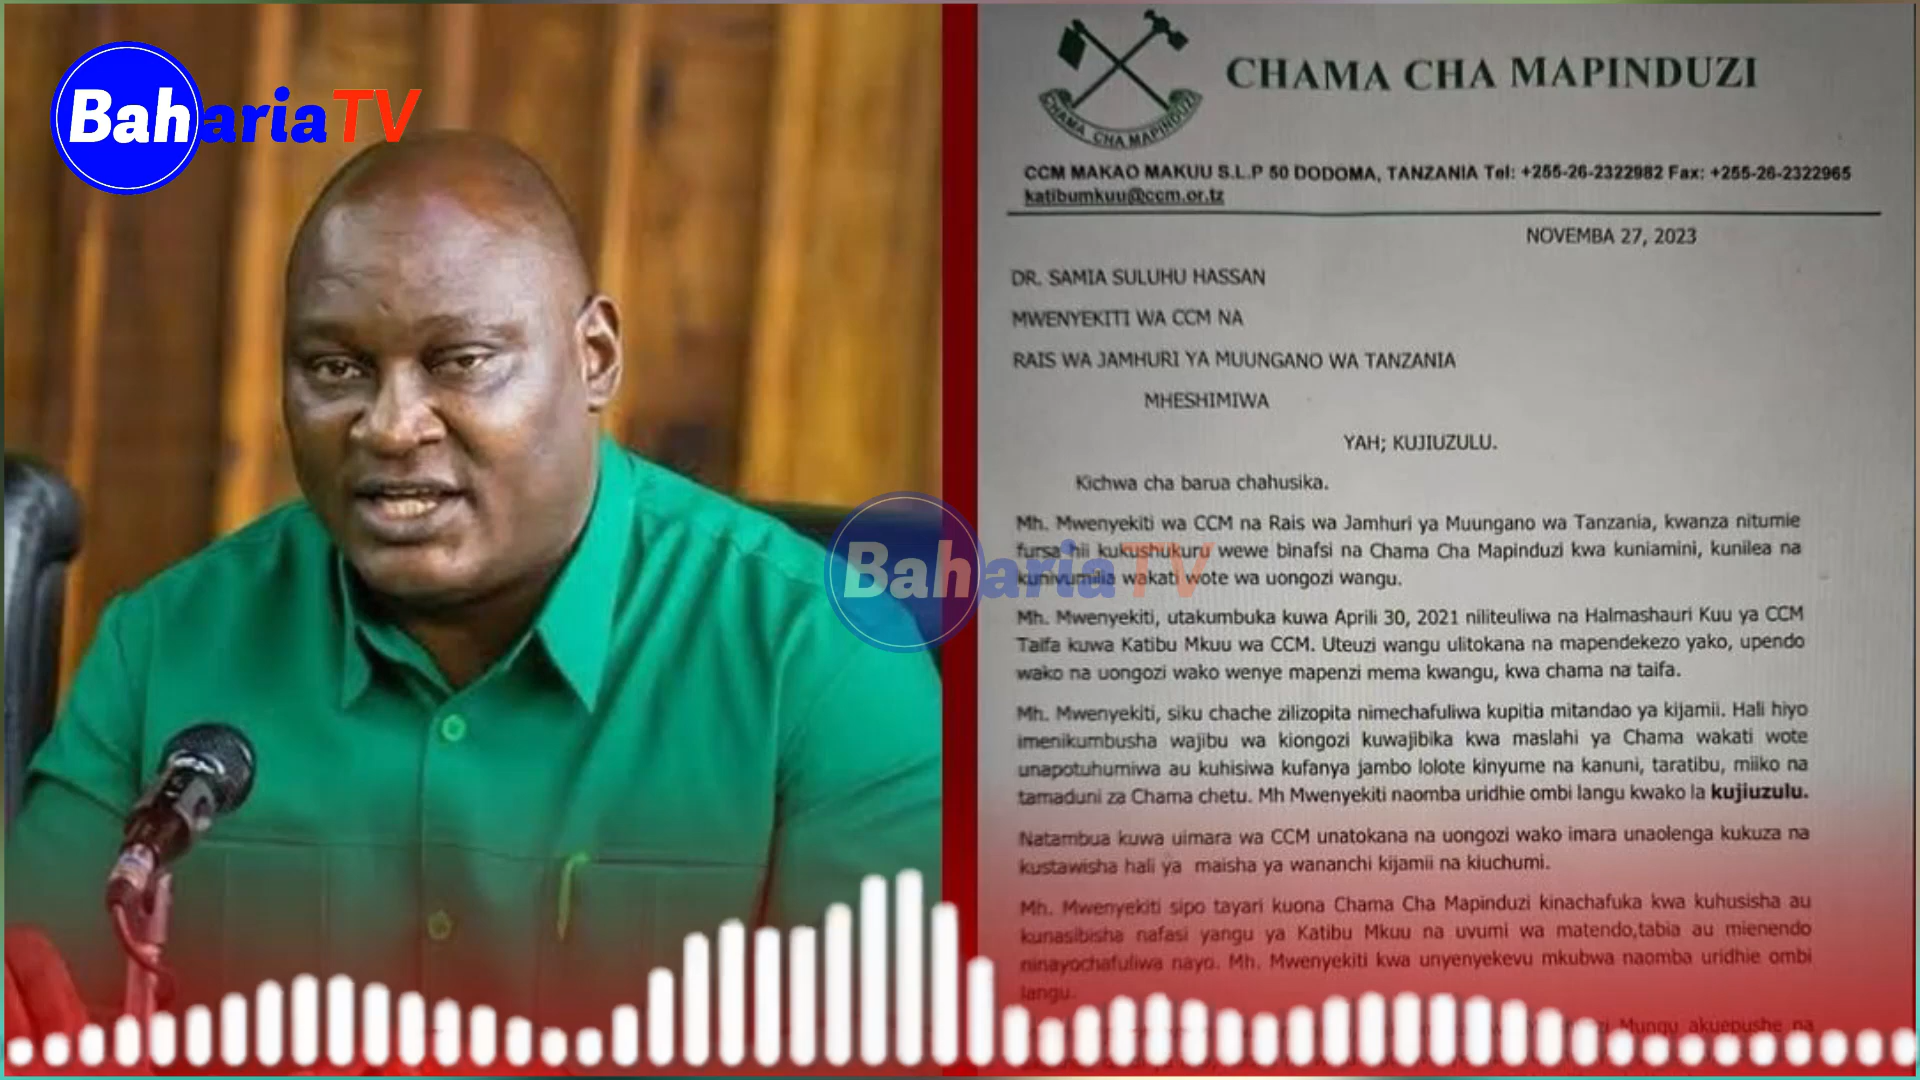 Baharia TV
CHAMA CHA MAPINDUZI
CHAMA CHA MAPINDUZI
CCM MAKAO MAKUU S.L.P 50 DODOMA, TANZANIA Tel: +255-26-2322982 Fax: +255-26-2322965
katibumkuu@ccm.or.tz
NOVEMBA 27, 2023
DR. SAMIA SULUHU HASSAN
MWENYEKITI WA CCM NA
RAIS WA JAMHURI YA MUUNGANO WA TANZANIA
MHESHIMIWA
YAH; KUJIUZULU.
Kichwa cha barua chahusika.
Mh. Mwenyekiti wa CCM na Rais wa Jamhuri ya Muungano wa Tanzania, kwanza nitumie
fursa hii kukushukuru wewe binafsi na Chama Cha Mapinduzi kwa kuniamini, kunilea na
kunivumilia wakati wote wa uongozi wangu.
Baharia TV
Mh. Mwenyekiti, utakumbuka kuwa Aprili 30, 2021 niliteuliwa na Halmashauri Kuu ya CCM
Taifa kuwa Katibu Mkuu wa CCM. Uteuzi wangu ulitokana na mapendekezo yako, upendo
wako na uongozi wako wenye mapenzi mema kwangu, kwa chama na taifa.
Mh. Mwenyekiti, siku chache zilizopita nimechafuliwa kupitia mitandao ya kijamii. Hali hiyo
imenikumbusha wajibu wa kiongozi kuwajibika kwa maslahi ya Chama wakati wote
unapotuhumiwa au kuhisiwa kufanya jambo lolote kinyume na kanuni, taratibu, miiko na
tamaduni za Chama chetu. Mh Mwenyekiti naomba uridhie ombi langu kwako la kujiuzulu.
Natambua kuwa uimara wa CCM unatokana na uongozi wako imara unaolenga kukuza na
kustawisha hali ya maisha ya wananchi kijamii na kiuchumi.
Mh. Mwenyekiti sipo tayari kuona Chama Cha Mapinduzi kinachafuka kwa kuhusisha au
kunasibisha nafasi yangu ya Katibu Mkuu na uvumi wa matendo,tabia au mienendo
ninayochafuliwa nayo. Mh. Mwenyekiti kwa unyenyekevu mkubwa naomba uridhie ombi
langu.
Mungu akuepushe na